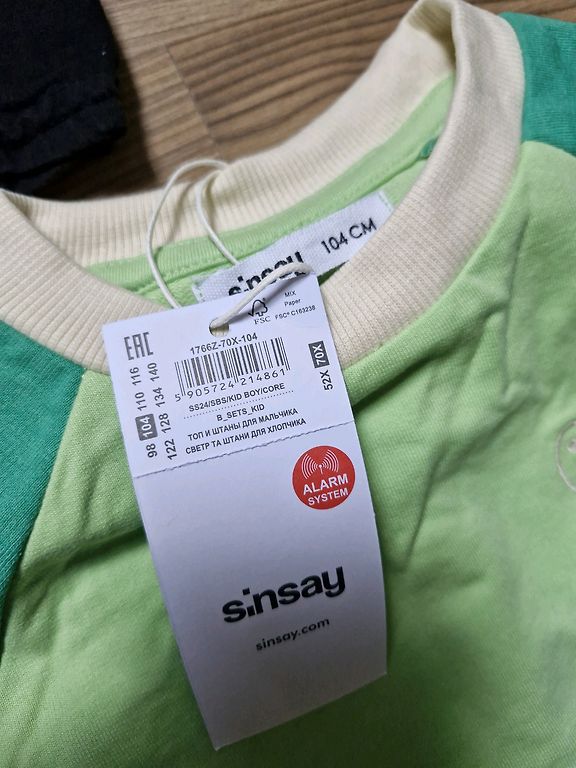 104 CM
sinsay
MIX
Paper
FSC FSC® C163238
EAC
1766Z-70X-104
5 905724 214861
52X 70X
98 104 110 116
122 128 134 140
SS24/SBS/KID BOY/CORE
B_SETS_KID
ТОП И ШТАНЫ ДЛЯ МАЛЬЧИКА
СВЕТР ТА ШТАНИ ДЛЯ ХЛОПЧИКА
ALARM
SYSTEM
sinsay
sinsay.com